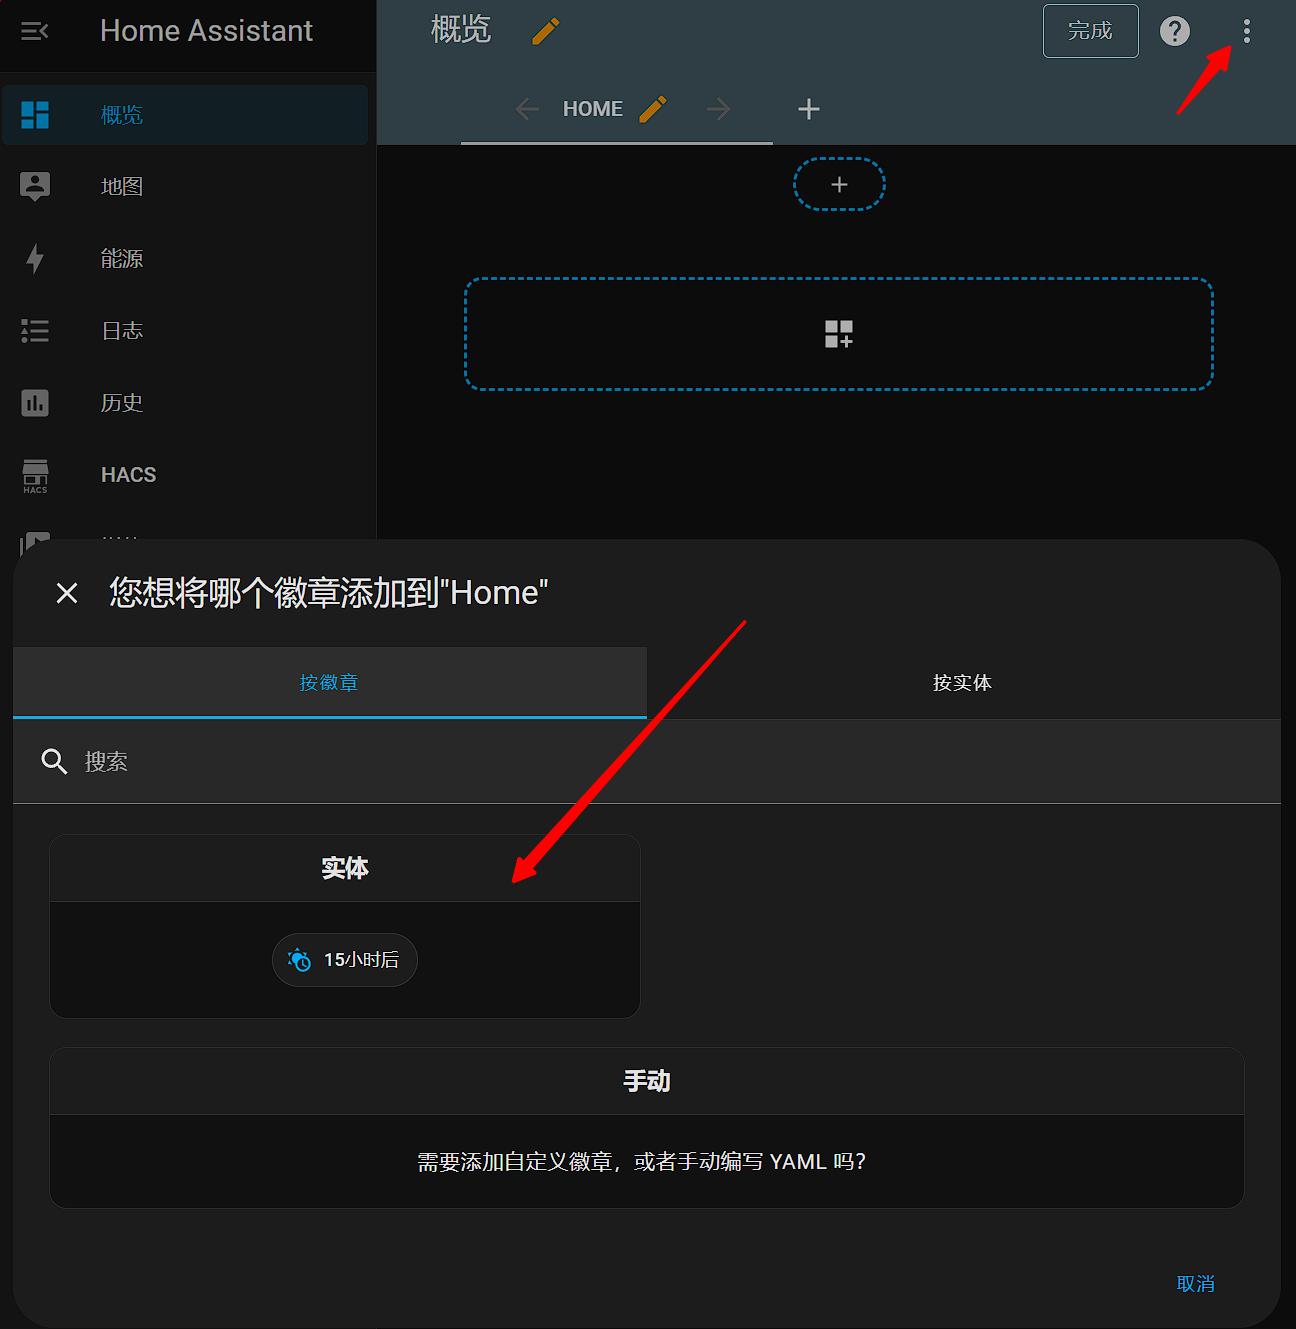 Home Assistant
概览
完成
概览
HOME
地图
能源
日志
历史
HACS
HACS
您想将哪个徽章添加到"Home"
按徽章
按实体
搜索
实体
15小时后
手动
需要添加自定义徽章，或者手动编写 YAML 吗？
取消